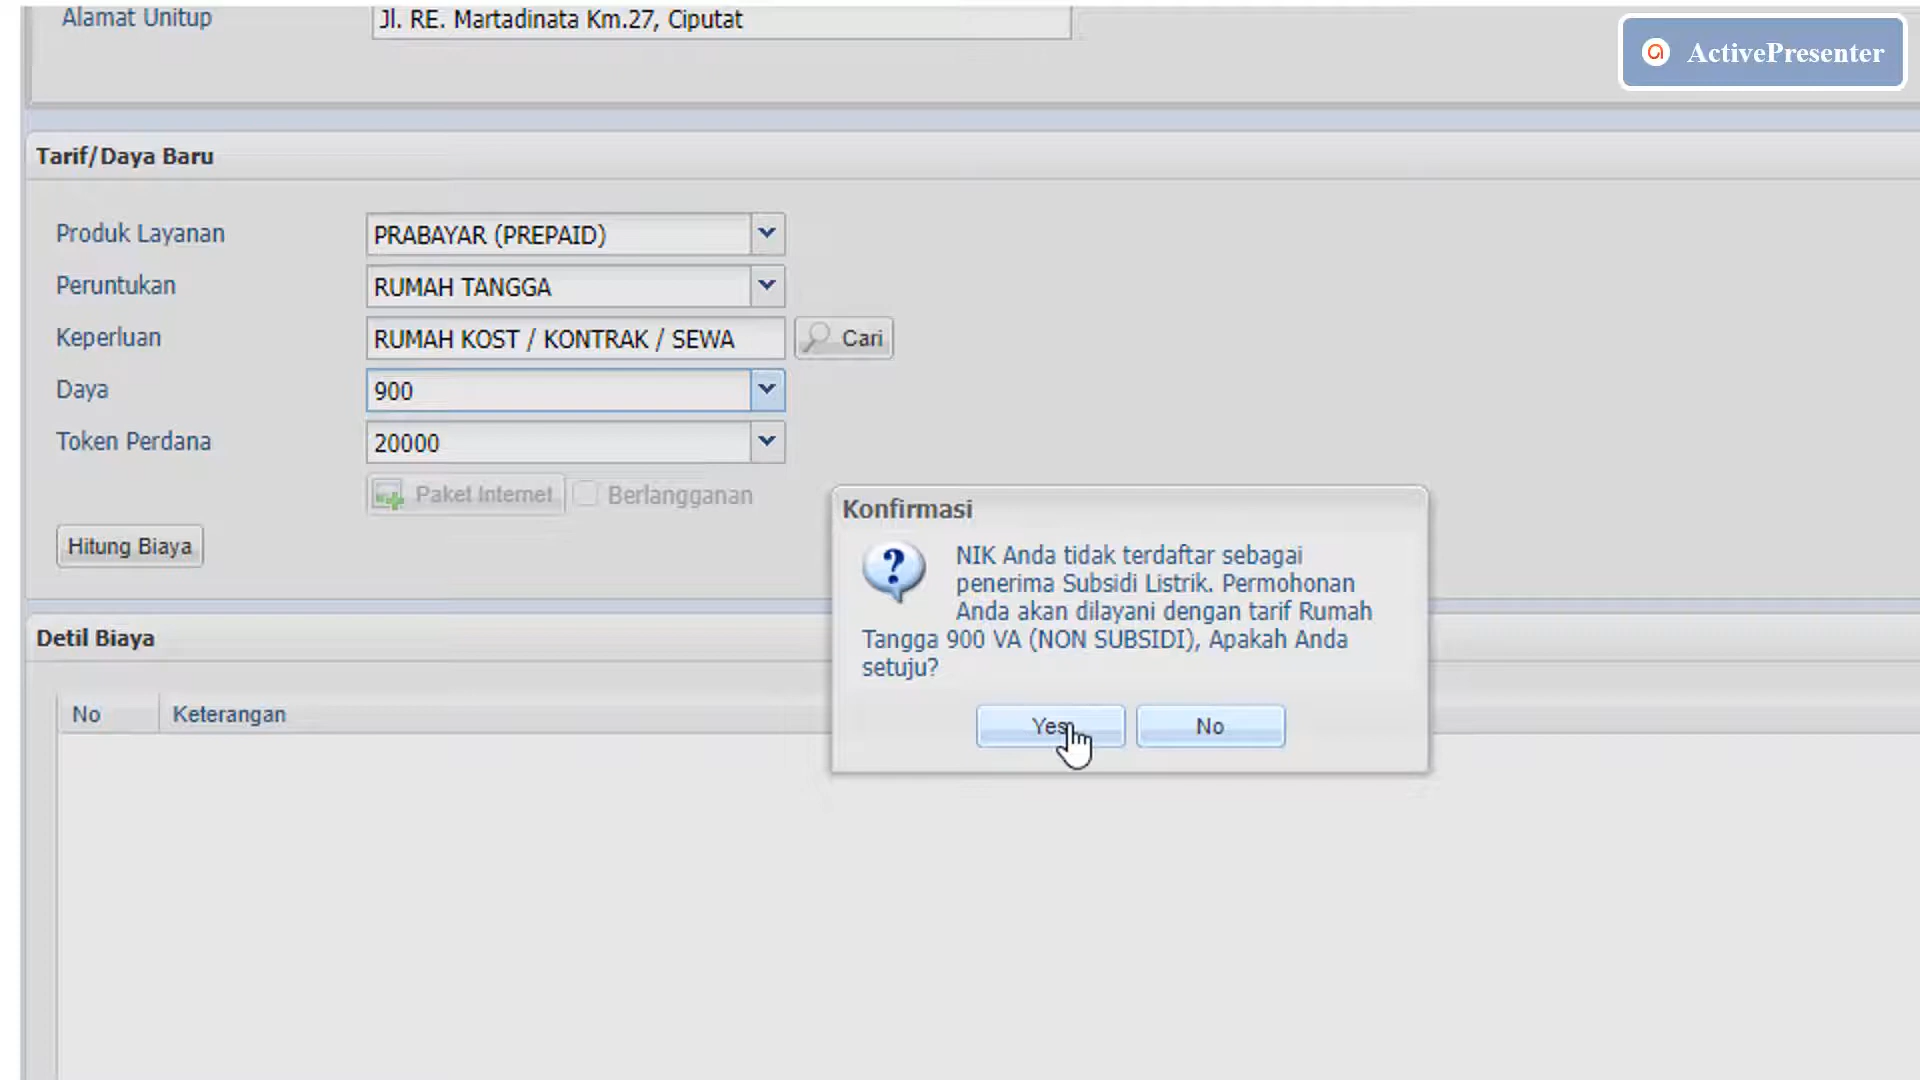 Alamat Unitup
Jl. RE. Martadinata Km.27, Ciputat
ActivePresenter
Tarif/Daya Baru
Produk Layanan
PRABAYAR (PREPAID)
Peruntukan
RUMAH TANGGA
Keperluan
RUMAH KOST / KONTRAK / SEWA
Cari
Daya
900
Token Perdana
20000
Paket Internet
Berlangganan
Hitung Biaya
Konfirmasi
NIK Anda tidak terdaftar sebagai
penerima Subsidi Listrik. Permohonan
Anda akan dilayani dengan tarif Rumah
Tangga 900 VA (NON SUBSIDI), Apakah Anda
setuju?
Yes
No
Detil Biaya
No
Keterangan